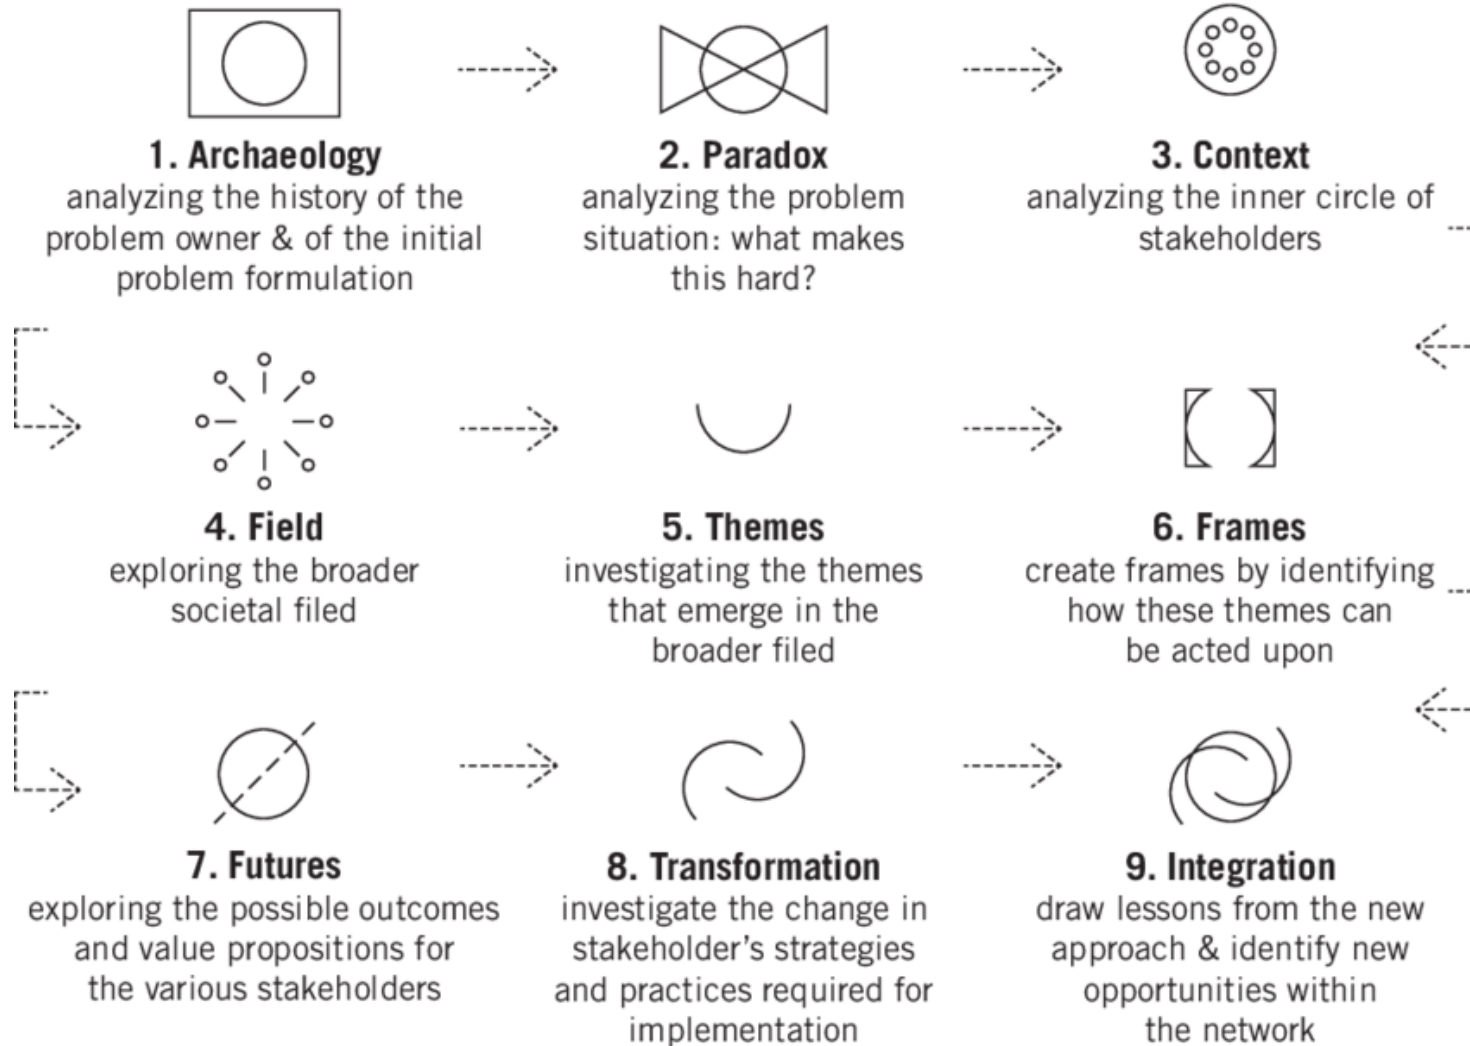 1. Archaeology
analyzing the history of the
problem owner & of the initial
problem formulation
2. Paradox
analyzing the problem
situation: what makes
this hard?
3. Context
analyzing the inner circle of
stakeholders
4. Field
exploring the broader
societal filed
5. Themes
investigating the themes
that emerge in the
broader filed
6. Frames
create frames by identifying
how these themes can
be acted upon
7. Futures
exploring the possible outcomes
and value propositions for
the various stakeholders
8. Transformation
investigate the change in
stakeholder’s strategies
and practices required for
implementation
9. Integration
draw lessons from the new
approach & identify new
opportunities within
the network